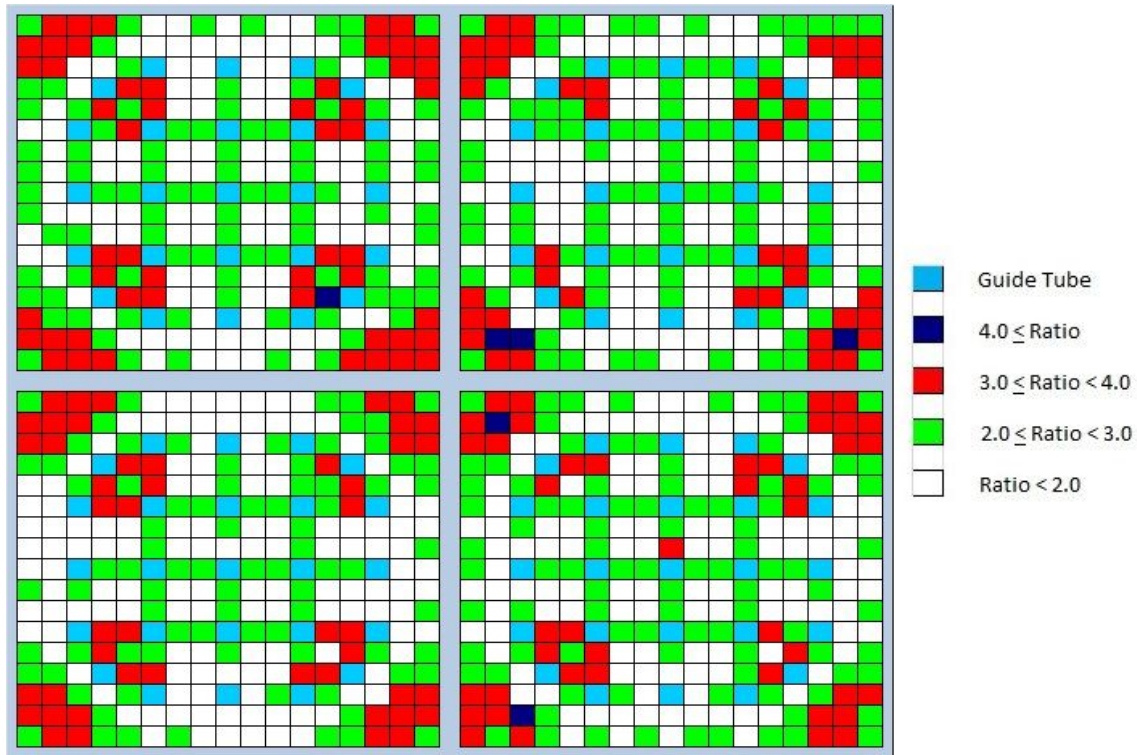 Guide Tube
4.0 ≤ Ratio
3.0 ≤ Ratio < 4.0
2.0 ≤ Ratio < 3.0
Ratio < 2.0